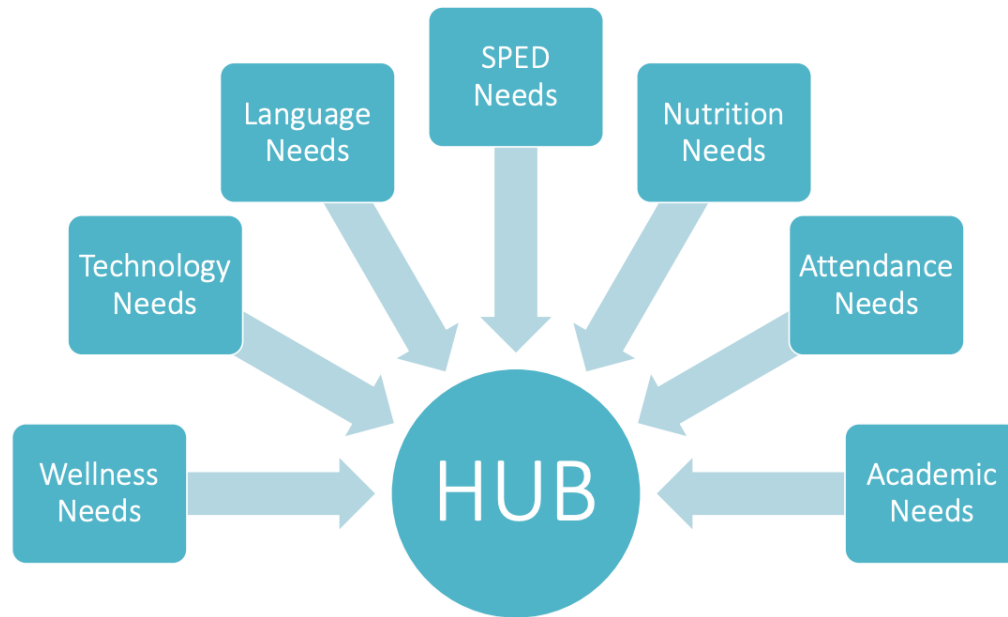 SPED
Needs
Language
Needs
Nutrition
Needs
Technology
Needs
Attendance
Needs
Wellness
Needs
HUB
Academic
Needs